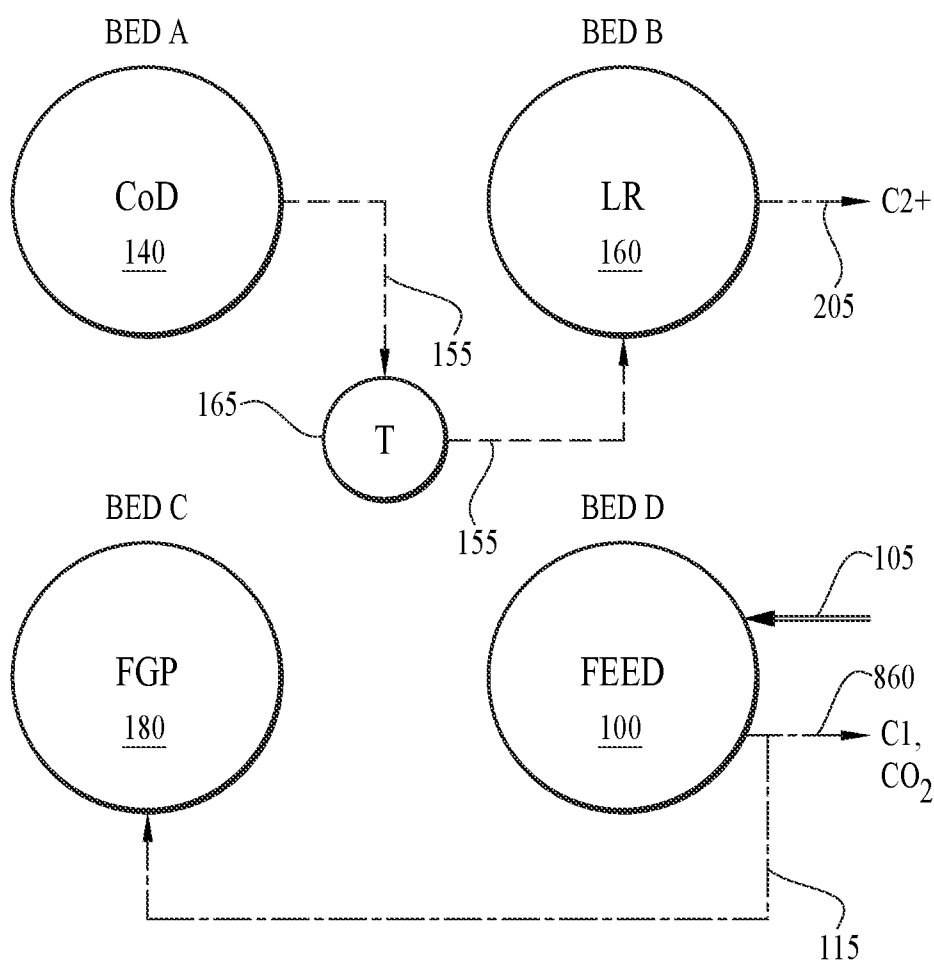 BED A
BED B
CoD
140
LR
160
C2+
205
155
165
T
155
BED C
BED D
105
FGP
180
FEED
100
860
C1,
CO2
115